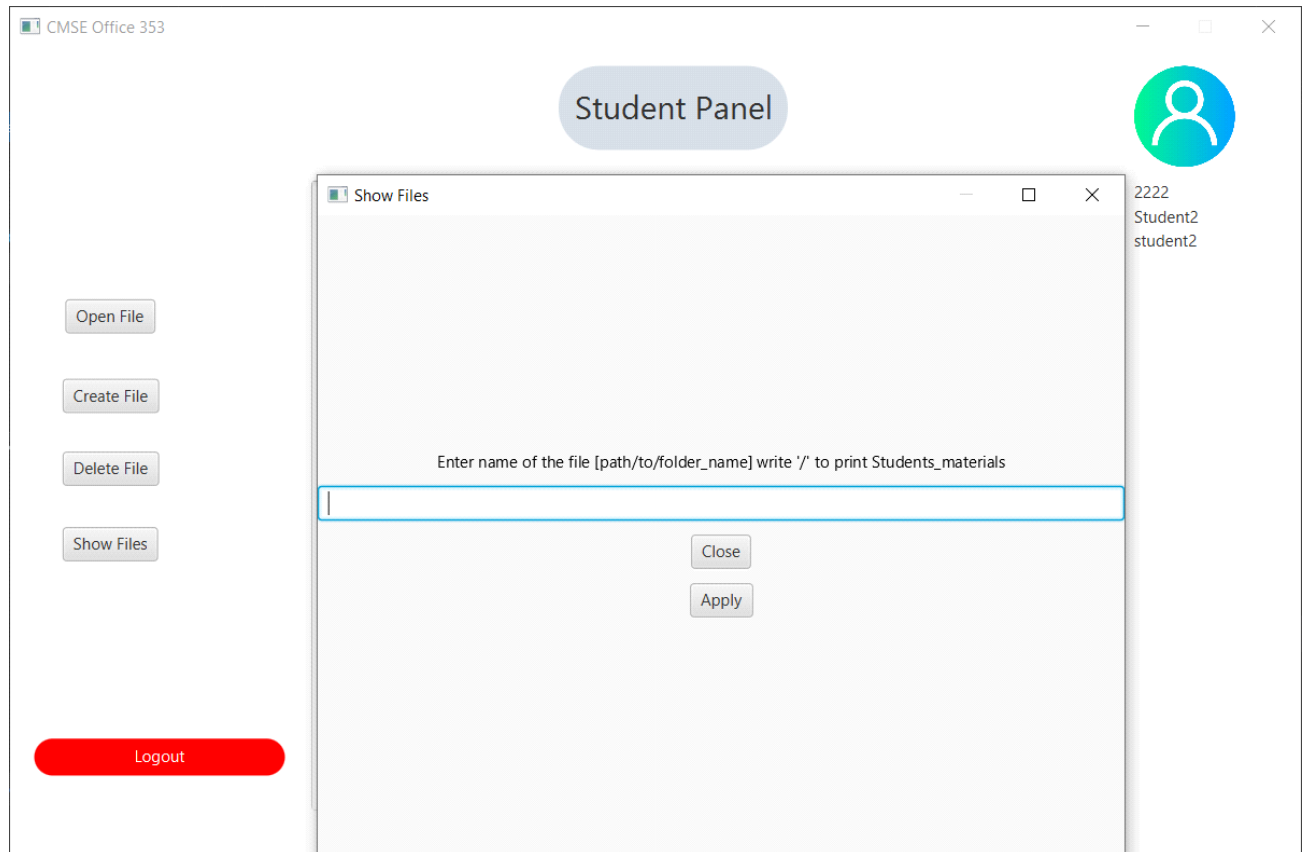 CMSE Office 353
Student Panel
Show Files
2222
Student2
student2
Open File
Create File
Delete File
Show Files
Enter name of the file [path/to/folder_name] write '/' to print Students_materials
Close
Apply
Logout